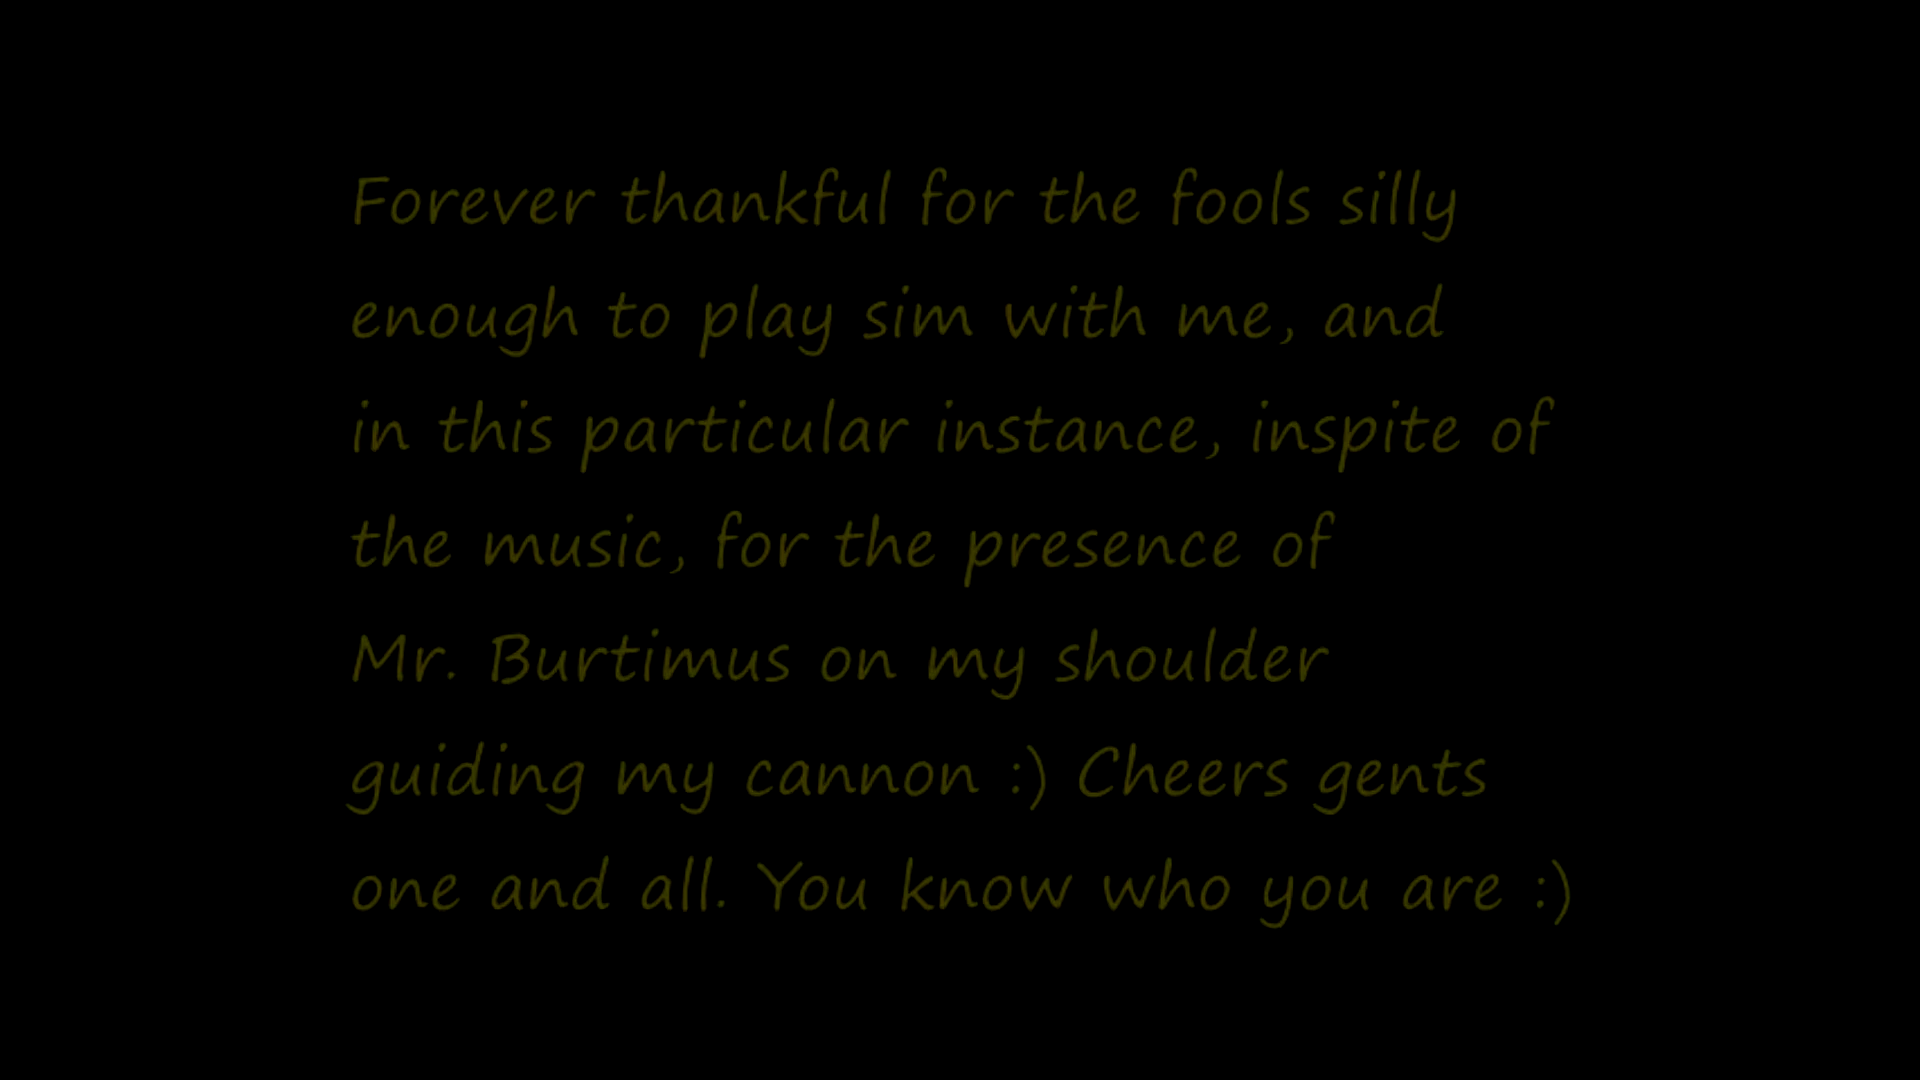 Forever thankful for the fools silly
enough to play sim with me, and
in this particular instance, inspite of
the music, for the presence of
Mr. Burtimus on my shoulder
guiding my cannon :) Cheers gents
one and all. You know who you are :)